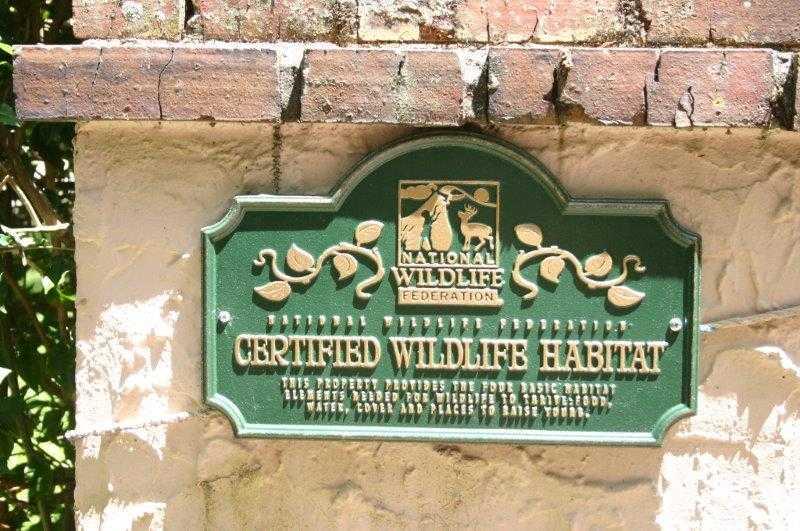 NATIONAL
WILDLIFE
FEDERATION
NATIONAL WILDLIFE FEDERATION
CERTIFIED WILDLIFE HABITAT
THIS PROPERTY PROVIDES THE FOUR BASIC HABITAT
ELEMENTS NEEDED FOR WILDLIFE TO THRIVE: FOOD,
WATER, COVER AND PLACES TO RAISE YOUNG.